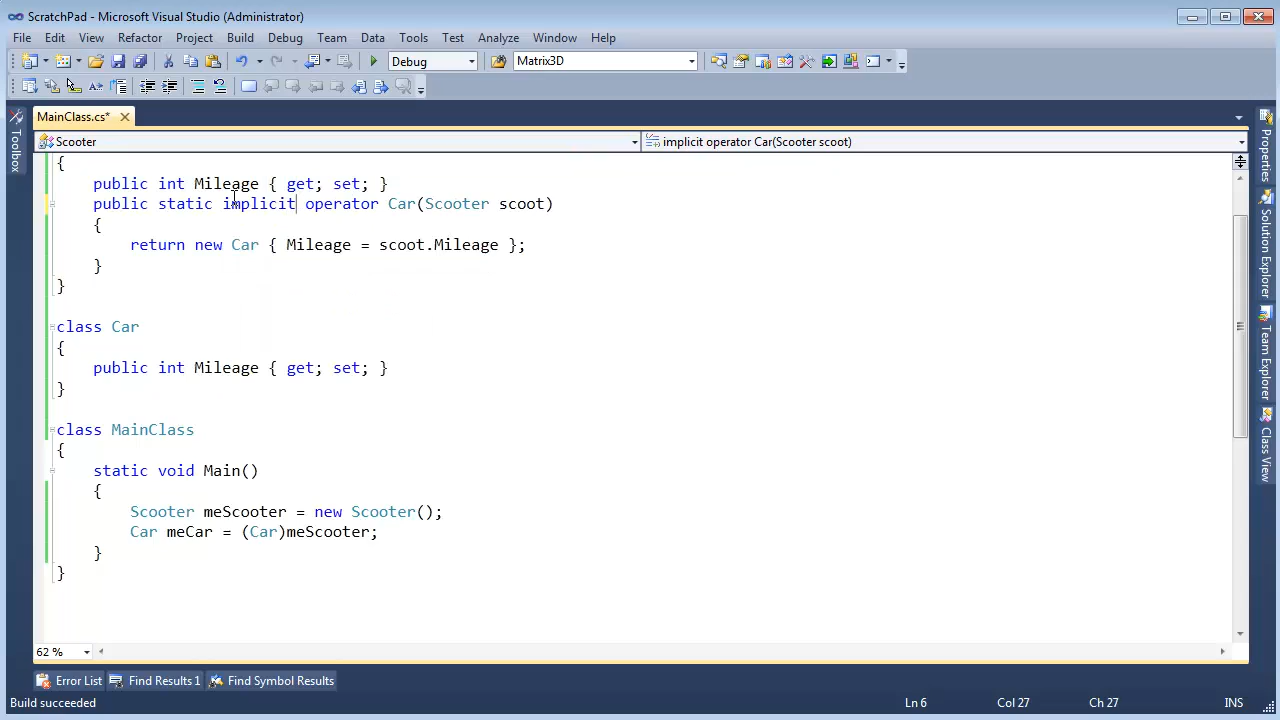 ScratchPad - Microsoft Visual Studio (Administrator)
File Edit View Refactor Project Build Debug Team Data Tools Test Analyze Window Help
Debug Matrix3D
MainClass.cs*
Scooter implicit operator Car(Scooter scoot)
{
public int Mileage { get; set; }
public static implicit operator Car(Scooter scoot)
{
return new Car { Mileage = scoot.Mileage };
}
}
class Car
{
public int Mileage { get; set; }
}
class MainClass
{
static void Main()
{
Scooter meScooter = new Scooter();
Car meCar = (Car)meScooter;
}
}
62 %
Toolbox
Properties
Solution Explorer
Team Explorer
Class View
Error List Find Results 1 Find Symbol Results
Build succeeded Ln 6 Col 27 Ch 27 INS